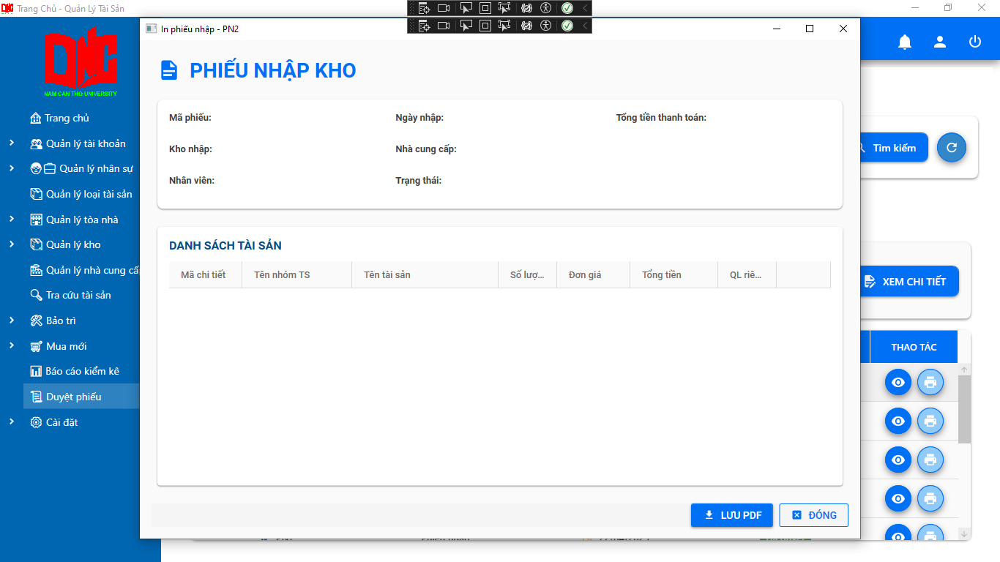 Trang Chủ - Quản Lý Tài Sản
DNC
NAM CAN THO UNIVERSITY
Trang chủ
Quản lý tài khoản
Quản lý nhân sự
Quản lý loại tài sản
Quản lý tòa nhà
Quản lý kho
Quản lý nhà cung cấ
Tra cứu tài sản
Bảo trì
Mua mới
Báo cáo kiểm kê
Duyệt phiếu
Cài đặt
In phiếu nhập - PN2
PHIẾU NHẬP KHO
Mã phiếu: Ngày nhập: Tổng tiền thanh toán:
Kho nhập: Nhà cung cấp:
Nhân viên: Trạng thái:
DANH SÁCH TÀI SẢN
Mã chi tiết Tên nhóm TS Tên tài sản Số lượ... Đơn giá Tổng tiền QL riê...
LƯU PDF ĐÓNG
Tìm kiếm
XEM CHI TIẾT
THAO TÁC